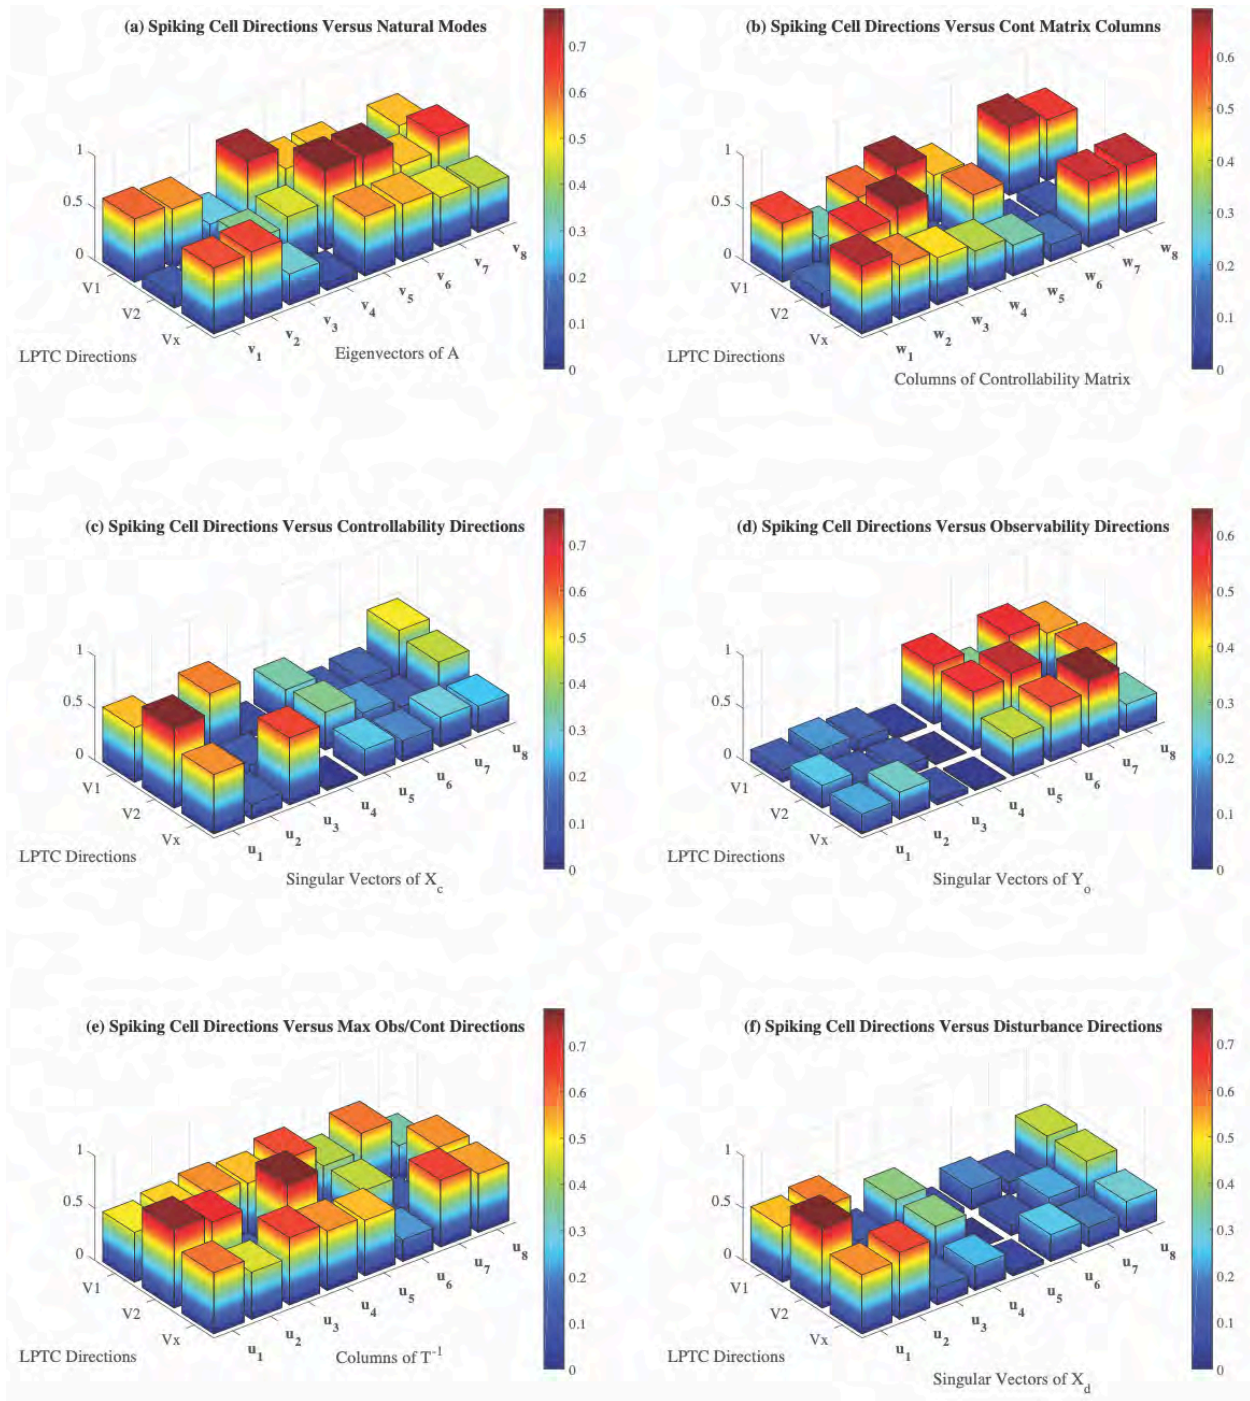 (a) Spiking Cell Directions Versus Natural Modes
0.7
0.6
0.5
0.4
0.3
0.2
0.1
0
1
0.5
0
V1
V2
Vx
LPTC Directions
v1
v2
v3
v4
v5
v6
v7
v8
Eigenvectors of A
(b) Spiking Cell Directions Versus Cont Matrix Columns
0.6
0.5
0.4
0.3
0.2
0.1
0
1
0.5
0
V1
V2
Vx
LPTC Directions
w1
w2
w3
w4
w5
w6
w7
w8
Columns of Controllability Matrix
(c) Spiking Cell Directions Versus Controllability Directions
0.7
0.6
0.5
0.4
0.3
0.2
0.1
0
1
0.5
0
V1
V2
Vx
LPTC Directions
u1
u2
u3
u4
u5
u6
u7
u8
Singular Vectors of Xc
(d) Spiking Cell Directions Versus Observability Directions
0.6
0.5
0.4
0.3
0.2
0.1
0
1
0.5
0
V1
V2
Vx
LPTC Directions
u1
u2
u3
u4
u5
u6
u7
u8
Singular Vectors of Yo
(e) Spiking Cell Directions Versus Max Obs/Cont Directions
0.7
0.6
0.5
0.4
0.3
0.2
0.1
0
1
0.5
0
V1
V2
Vx
LPTC Directions
u1
u2
u3
u4
u5
u6
u7
u8
Columns of T-1
(f) Spiking Cell Directions Versus Disturbance Directions
0.7
0.6
0.5
0.4
0.3
0.2
0.1
0
1
0.5
0
V1
V2
Vx
LPTC Directions
u1
u2
u3
u4
u5
u6
u7
u8
Singular Vectors of Xd